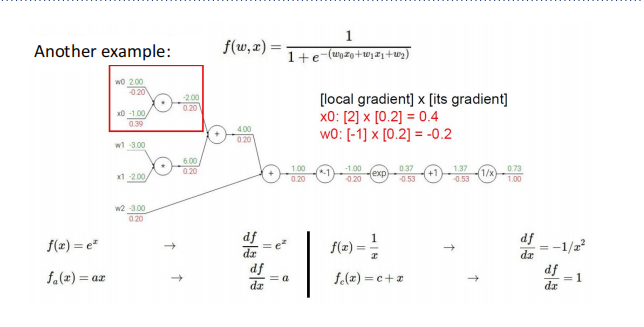 Another example:
f(w,x) = 1 / (1 + e^-(w₀x₀+w₁x₁+w₂))
[local gradient] x [its gradient]
x0: [2] x [0.2] = 0.4
w0: [-1] x [0.2] = -0.2
w0 2.00
-0.20
*
-2.00
0.20
x0 -1.00
0.39
+
4.00
0.20
w1 -3.00
*
6.00
0.20
x1 -2.00
+
1.00
0.20
*-1
-1.00
-0.20
exp
0.37
-0.53
+1
1.37
-0.53
1/x
0.73
1.00
w2 -3.00
0.20
f(x) = eˣ → df/dx = eˣ
f(x) = 1/x → df/dx = -1/x²
fₐ(x) = ax → df/dx = a
f꜀(x) = c + x → df/dx = 1